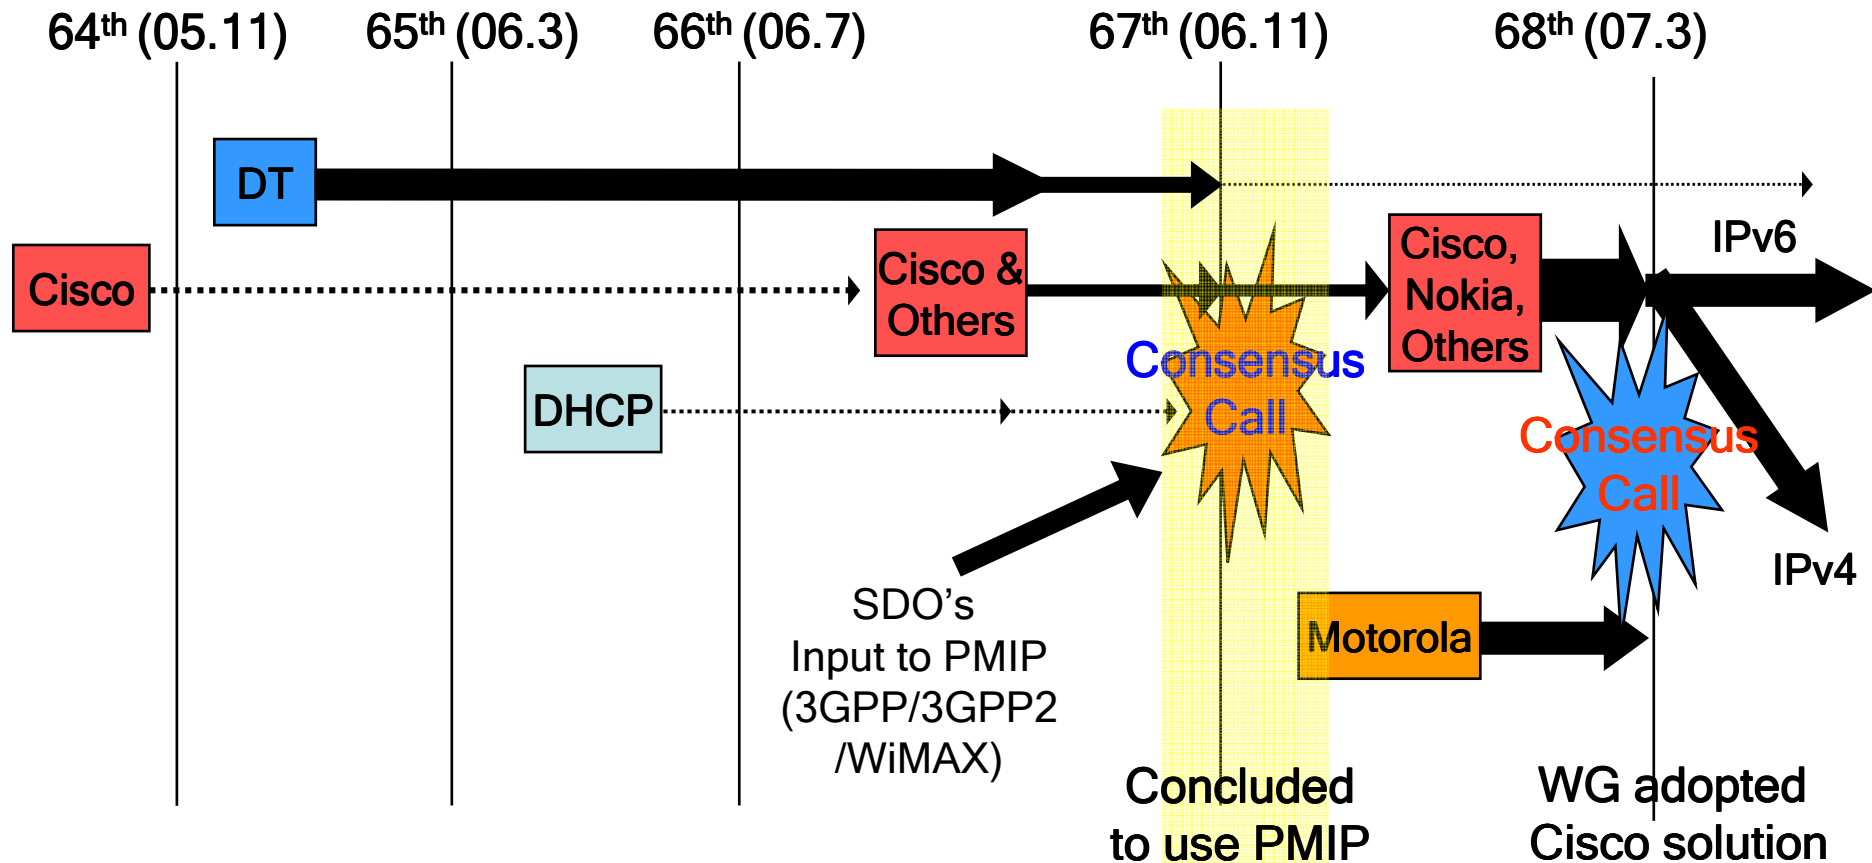 64th (05.11)
65th (06.3)
66th (06.7)
67th (06.11)
68th (07.3)
DT
Cisco
Cisco &
Others
Cisco,
Nokia,
Others
IPv6
DHCP
Consensus
Call
Consensus
Call
IPv4
SDO's
Input to PMIP
(3GPP/3GPP2
/WiMAX)
Motorola
Concluded
to use PMIP
WG adopted
Cisco solution